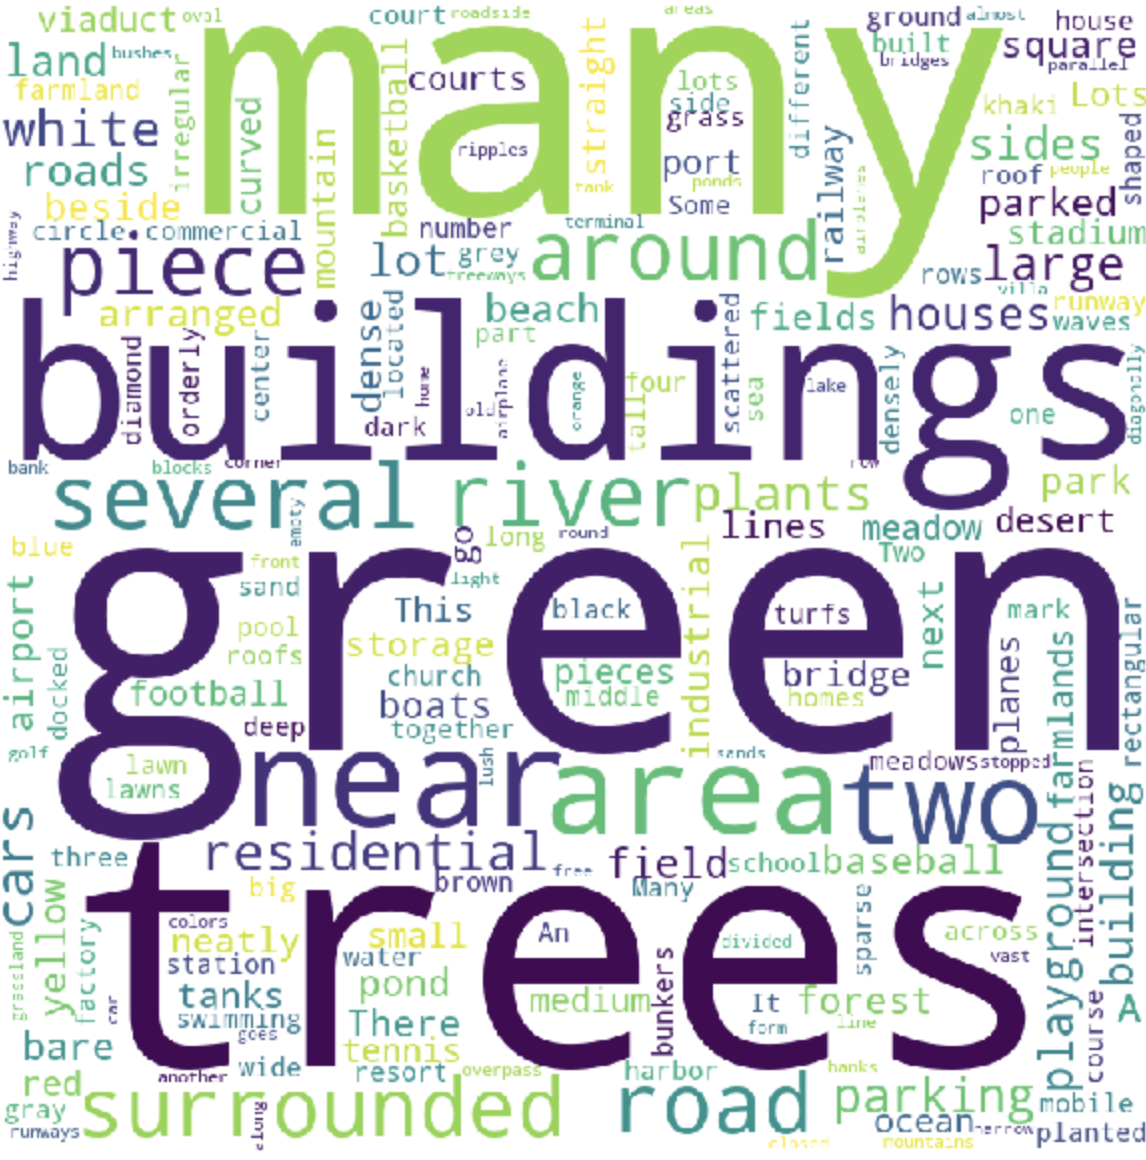 viaduct oval court roadside areas ground almost house
land bushes many built square
farmland irregular courts straight lots different bridges parallel
white curved basketball side khaki Lots
roads mountain ripples grass railway sides shaped
beside tank port ponds roof people
circle commercial number Some terminal airplanes parked
highway piece lot grey around stadium
freeways rows large
arranged beach villa runway
dense located part scattered fields houses waves
buildings
diamond orderly center home old airplane orange four tall sea lake densely one diagonally
dark
bank blocks corner row
several river plants park
empty go long round lines meadow desert
blue front light industrial Two
green
airport sand This black turfs next mark rectangular
pool storage
roofs church pieces bridge planes farmlands
docked football boats middle homes
deep together
golf lawn near lush area sands two meadows stopped
lawns
cars three residential free field school baseball playground intersection building
big brown Many
trees
yellow colors An divided sparse across
grassland factory neatly small vast
station water
car tanks pond medium bunkers It forest A
swimming There form line course
goes
bare tennis
another wide resort overpass harbor banks
red surrounded road parking mobile
gray along ocean narrow
runways closed mountains planted